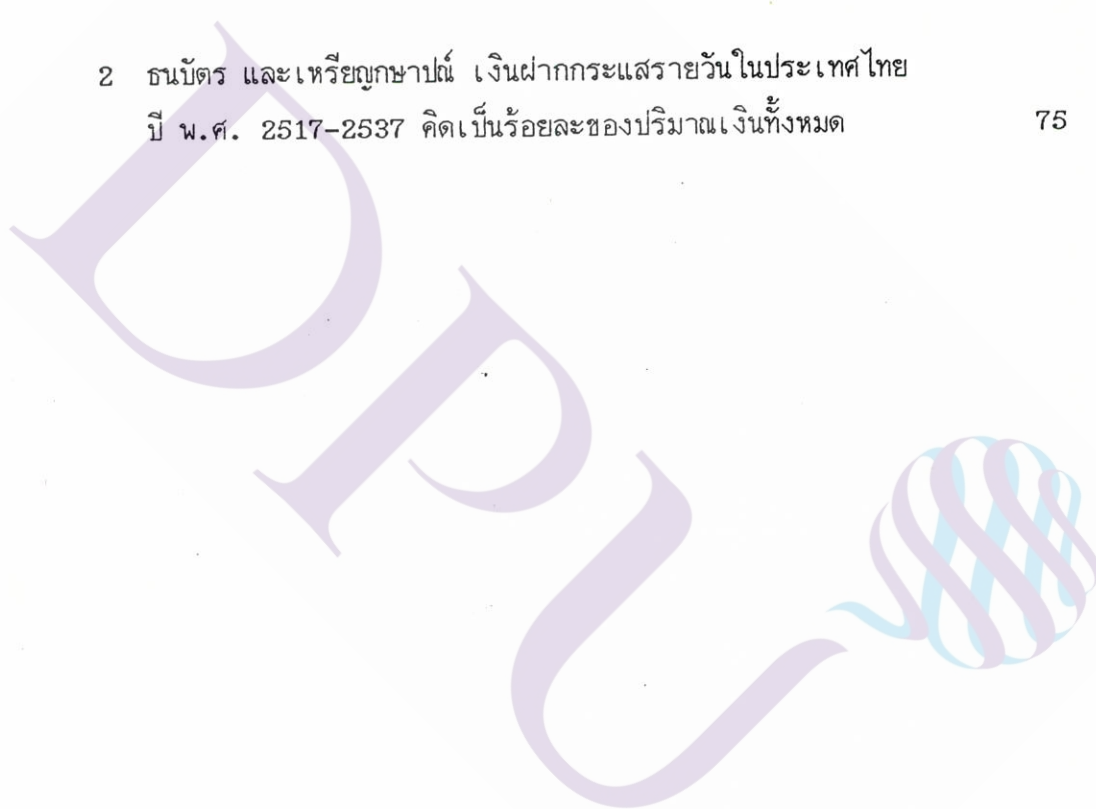 2 ธนบัตร และเหรียญกษาปณ์ เงินฝากกระแสรายวันในประเทศไทย
ปี พ.ศ. 2517-2537 คิดเป็นร้อยละของปริมาณเงินทั้งหมด 75
DPU